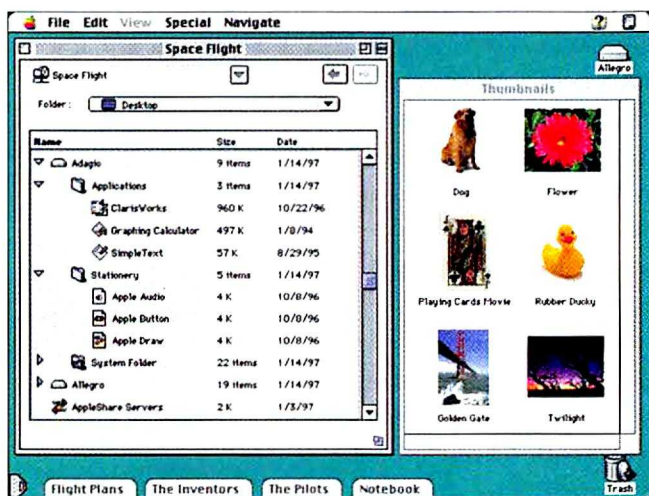 File Edit View Special Navigate
Space Flight
Space Flight
Folder: Desktop
Name Size Date
Adagio 9 items 1/14/97
Applications 3 items 1/14/97
ClarisWorks 960 K 10/22/96
Graphing Calculator 497 K 1/8/94
SimpleText 57 K 8/29/95
Stationery 5 items 1/14/97
Apple Audio 4 K 10/8/96
Apple Button 4 K 10/8/96
Apple Draw 4 K 10/8/96
System Folder 22 items 1/14/97
Allegro 19 items 1/14/97
AppleShare Servers 2 K 1/3/97
Allegro
Thumbnails
Dog Flower
Playing Cards Movie Rubber Ducky
Golden Gate Twilight
Flight Plans The Inventors The Pilots Notebook
Trash